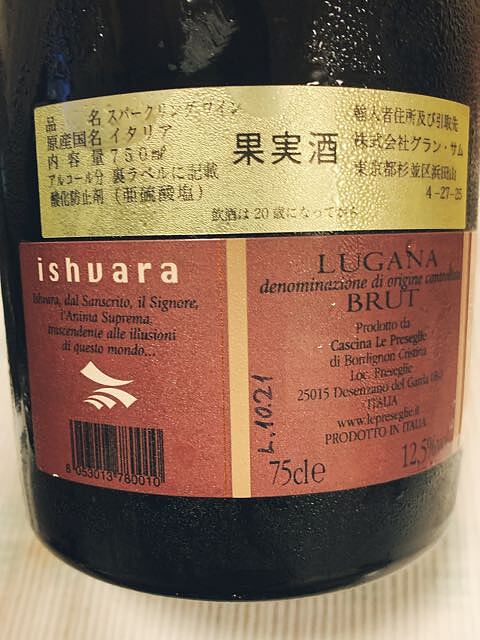 品 名 スパークリングワイン
原産国名 イタリア
内 容 量 750㎖
アルコール分 裏ラベルに記載
酸化防止剤 (亜硫酸塩)
果実酒
輸入者住所及び引取先
株式会社グラン・サム
東京都杉並区浜田山
4-27-25
飲酒は20歳になってから
ishvara
Ishvara, dal Sanscrito, il Signore,
l'Anima Suprema,
trascendente alle illusioni
di questo mondo...
8 053013 780010
LUGANA
denominazione di origine controllata
BRUT
Prodotto da
Cascina Le Preseglie
di Bordignon Cristina
Loc. Preseglie
25015 Desenzano del Garda
ITALIA
www.lepreseglie.it
PRODOTTO IN ITALIA
L.10.21
75cl e
12,5%